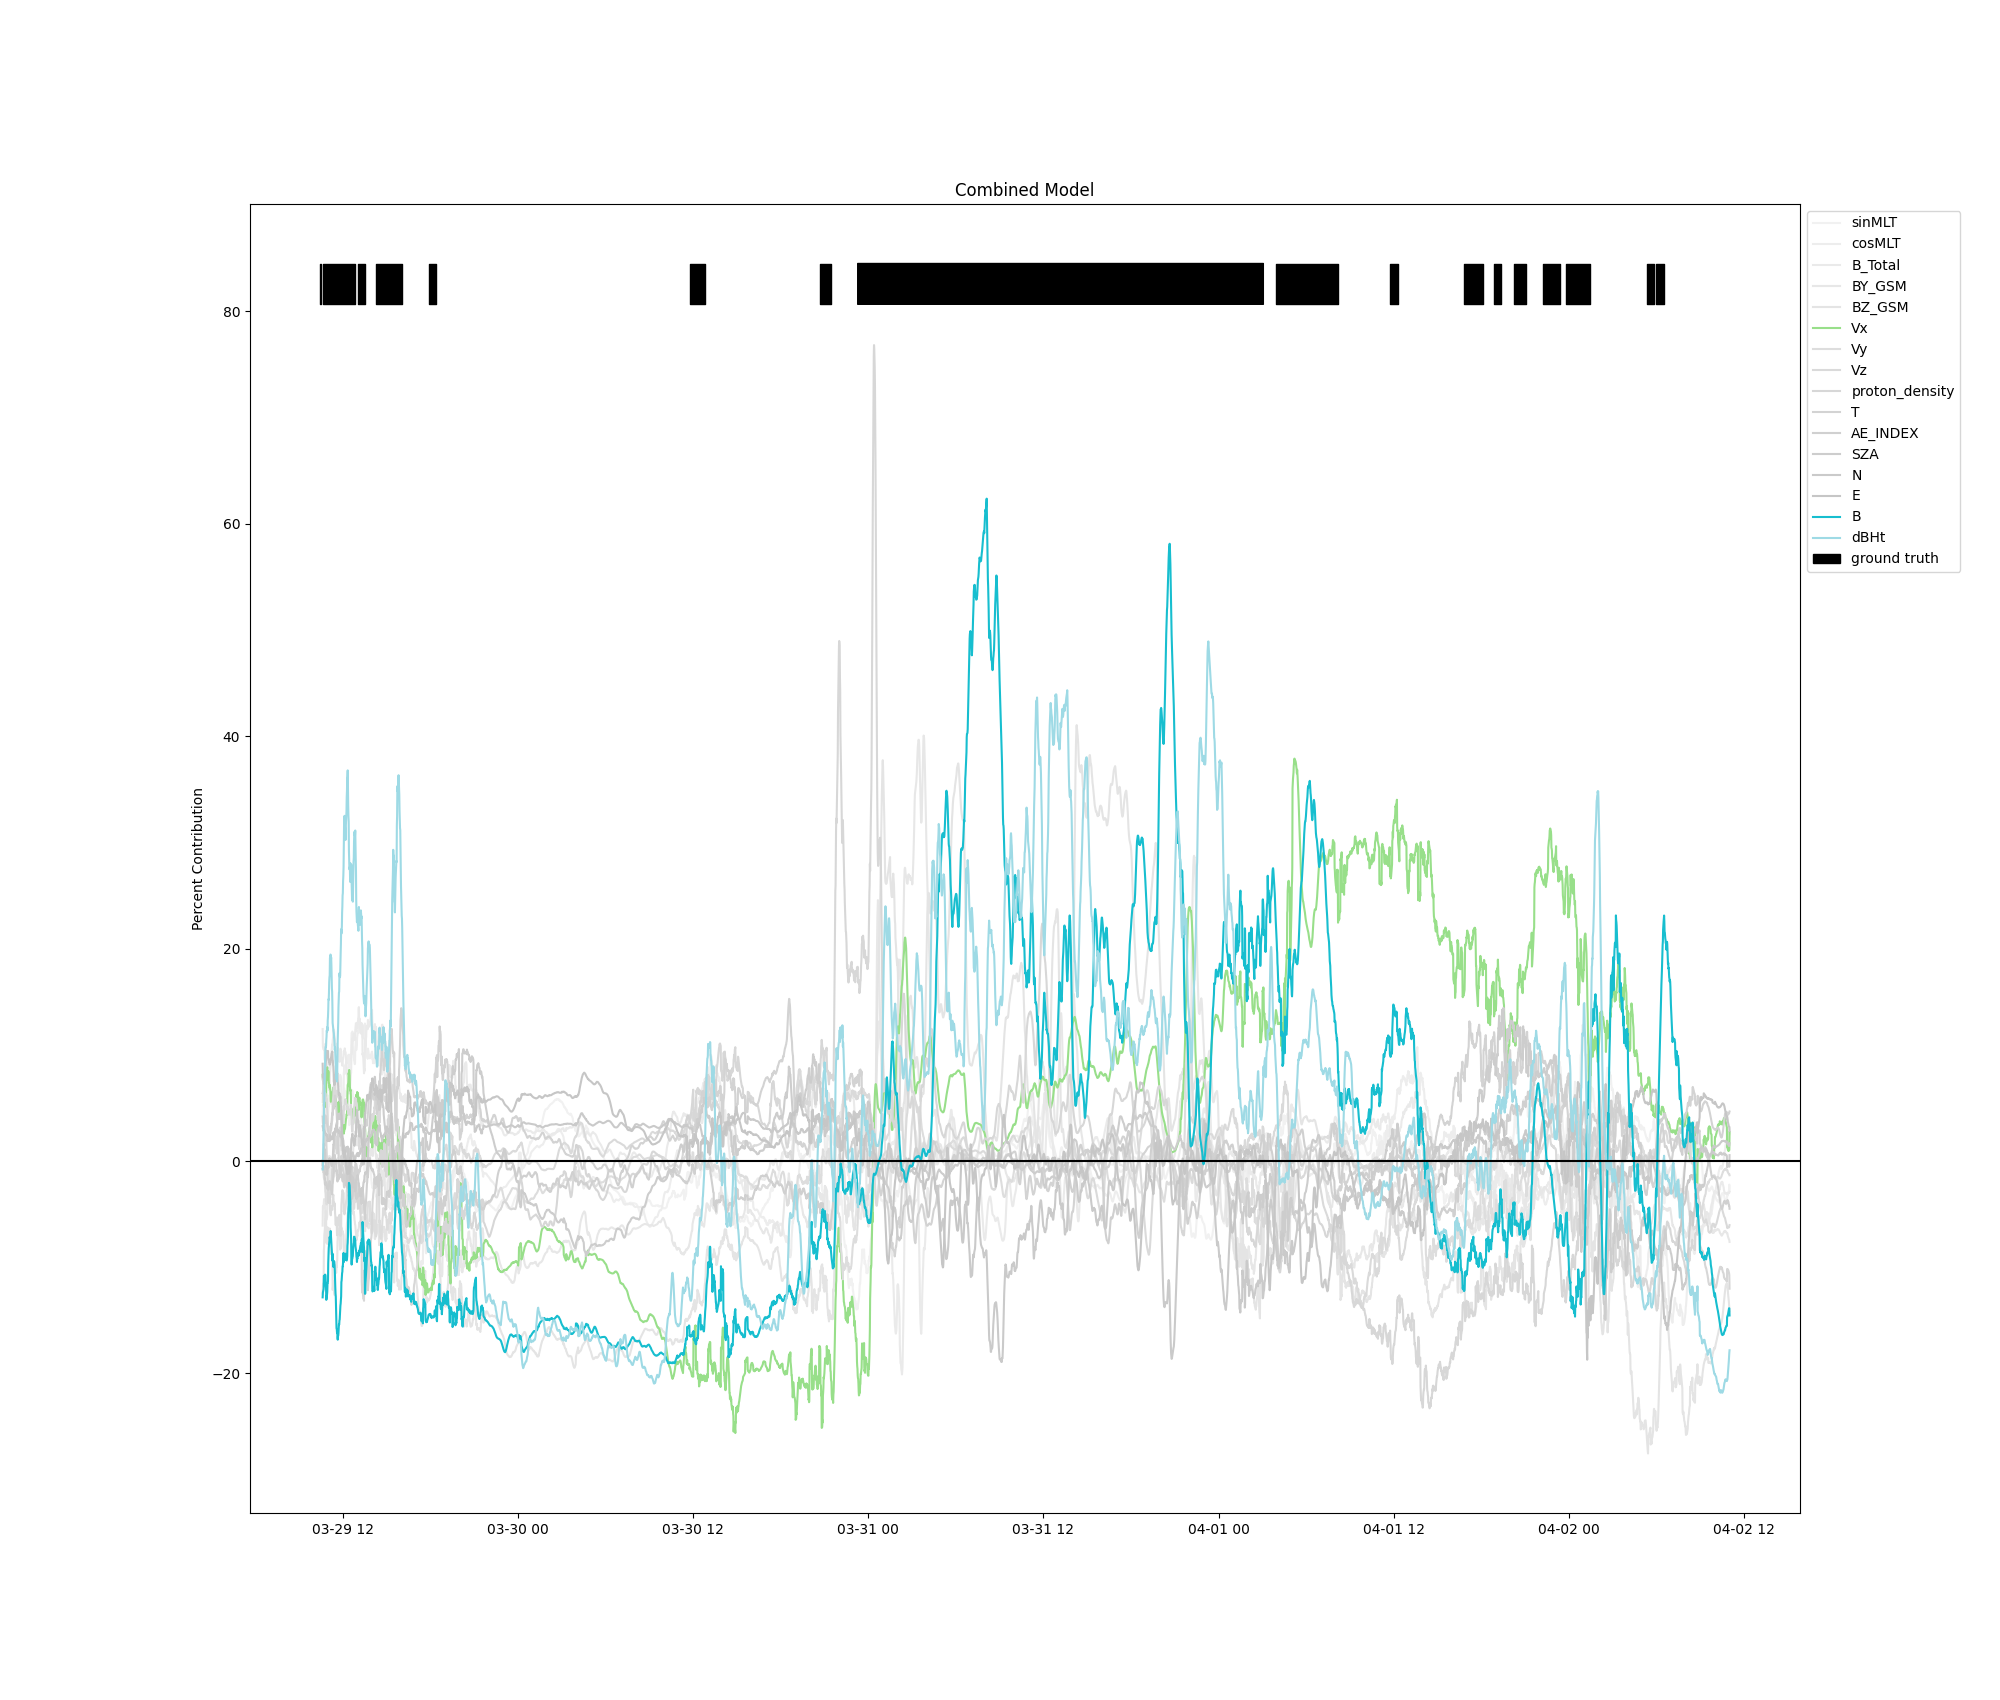 Combined Model
Percent Contribution
80
60
40
20
0
−20
03-29 12
03-30 00
03-30 12
03-31 00
03-31 12
04-01 00
04-01 12
04-02 00
04-02 12
sinMLT
cosMLT
B_Total
BY_GSM
BZ_GSM
Vx
Vy
Vz
proton_density
T
AE_INDEX
SZA
N
E
B
dBHt
ground truth